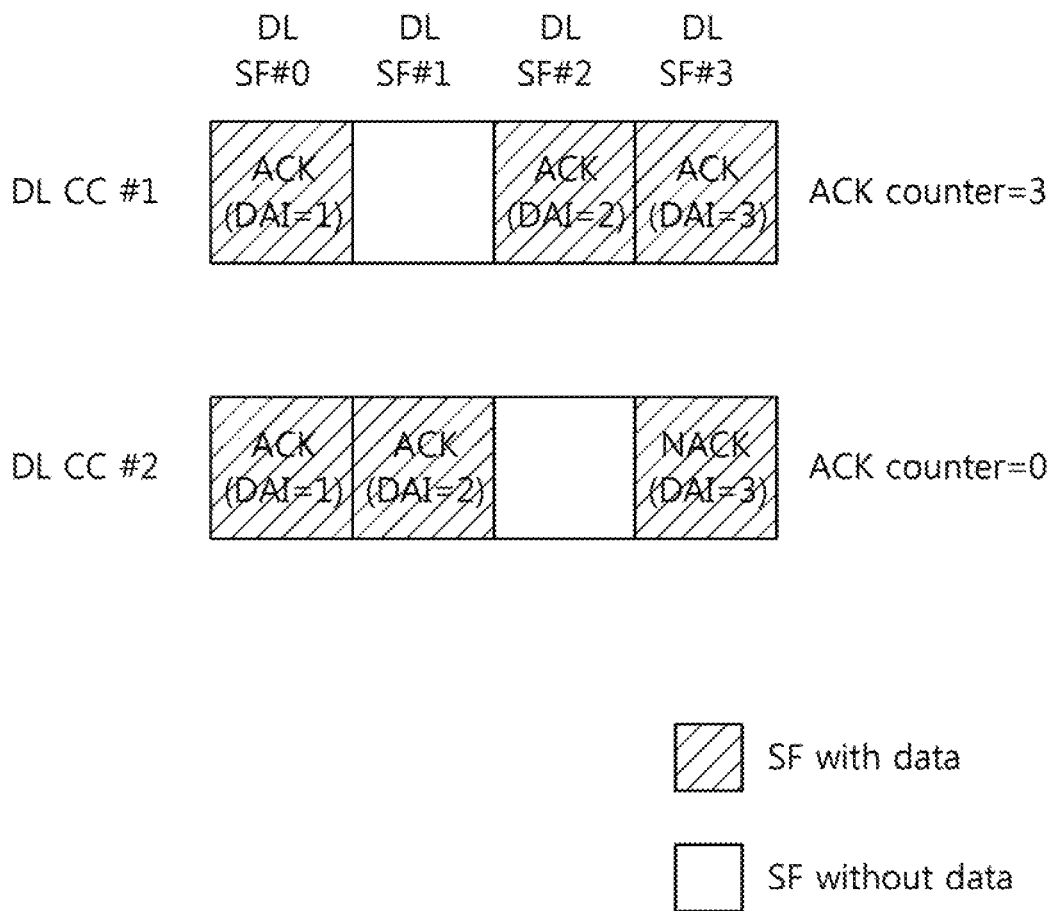 DL DL DL DL
SF#0 SF#1 SF#2 SF#3
DL CC #1
ACK
(DAI=1)
ACK
(DAI=2)
ACK
(DAI=3)
ACK counter=3
DL CC #2
ACK
(DAI=1)
ACK
(DAI=2)
NACK
(DAI=3)
ACK counter=0
SF with data
SF without data